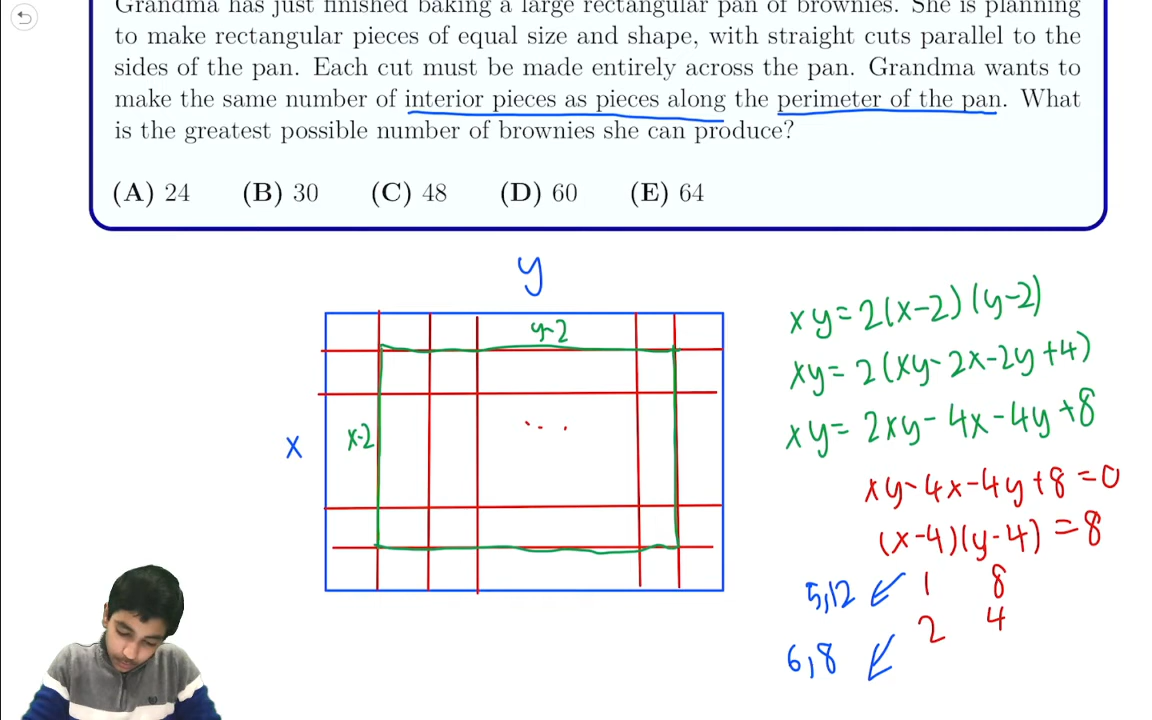 Grandma has just finished baking a large rectangular pan of brownies. She is planning
to make rectangular pieces of equal size and shape, with straight cuts parallel to the
sides of the pan. Each cut must be made entirely across the pan. Grandma wants to
make the same number of interior pieces as pieces along the perimeter of the pan. What
is the greatest possible number of brownies she can produce?
(A) 24 (B) 30 (C) 48 (D) 60 (E) 64
y
y-2
x
x-2
...
xy=2(x-2)(y-2)
xy=2(xy-2x-2y+4)
xy=2xy-4x-4y+8
xy-4x-4y+8=0
(x-4)(y-4)=8
5,12 ← 1 8
6,8 ← 2 4